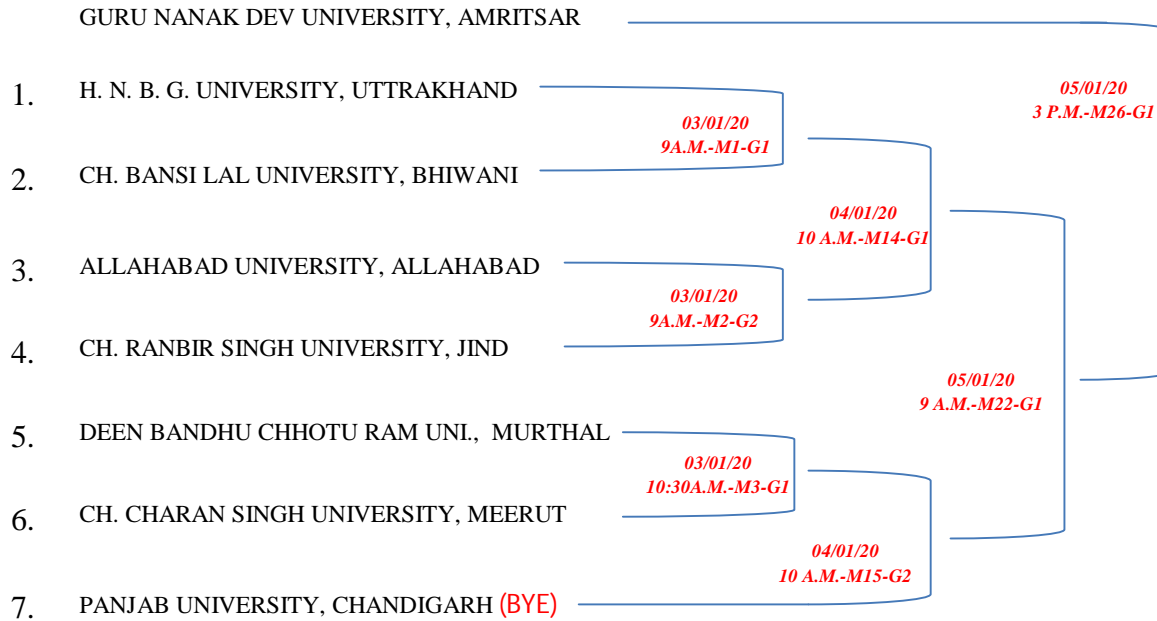 GURU NANAK DEV UNIVERSITY, AMRITSAR
1. H. N. B. G. UNIVERSITY, UTTRAKHAND
05/01/20
3 P.M.-M26-G1
03/01/20
9A.M.-M1-G1
2. CH. BANSI LAL UNIVERSITY, BHIWANI
04/01/20
10 A.M.-M14-G1
3. ALLAHABAD UNIVERSITY, ALLAHABAD
03/01/20
9A.M.-M2-G2
4. CH. RANBIR SINGH UNIVERSITY, JIND
05/01/20
9 A.M.-M22-G1
5. DEEN BANDHU CHHOTU RAM UNI., MURTHAL
03/01/20
10:30A.M.-M3-G1
6. CH. CHARAN SINGH UNIVERSITY, MEERUT
04/01/20
10 A.M.-M15-G2
7. PANJAB UNIVERSITY, CHANDIGARH (BYE)